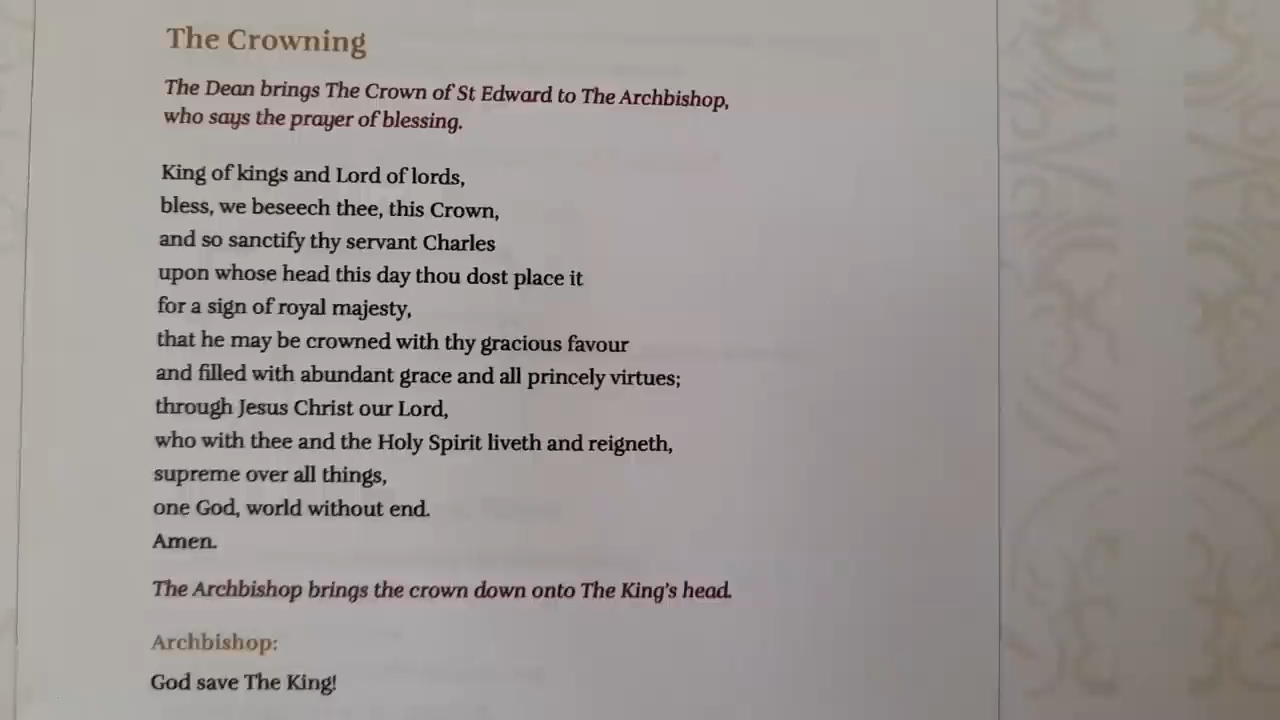 The Crowning
The Dean brings The Crown of St Edward to The Archbishop,
who says the prayer of blessing.
King of kings and Lord of lords,
bless, we beseech thee, this Crown,
and so sanctify thy servant Charles
upon whose head this day thou dost place it
for a sign of royal majesty,
that he may be crowned with thy gracious favour
and filled with abundant grace and all princely virtues;
through Jesus Christ our Lord,
who with thee and the Holy Spirit liveth and reigneth,
supreme over all things,
one God, world without end.
Amen.
The Archbishop brings the crown down onto The King's head.
Archbishop:
God save The King!